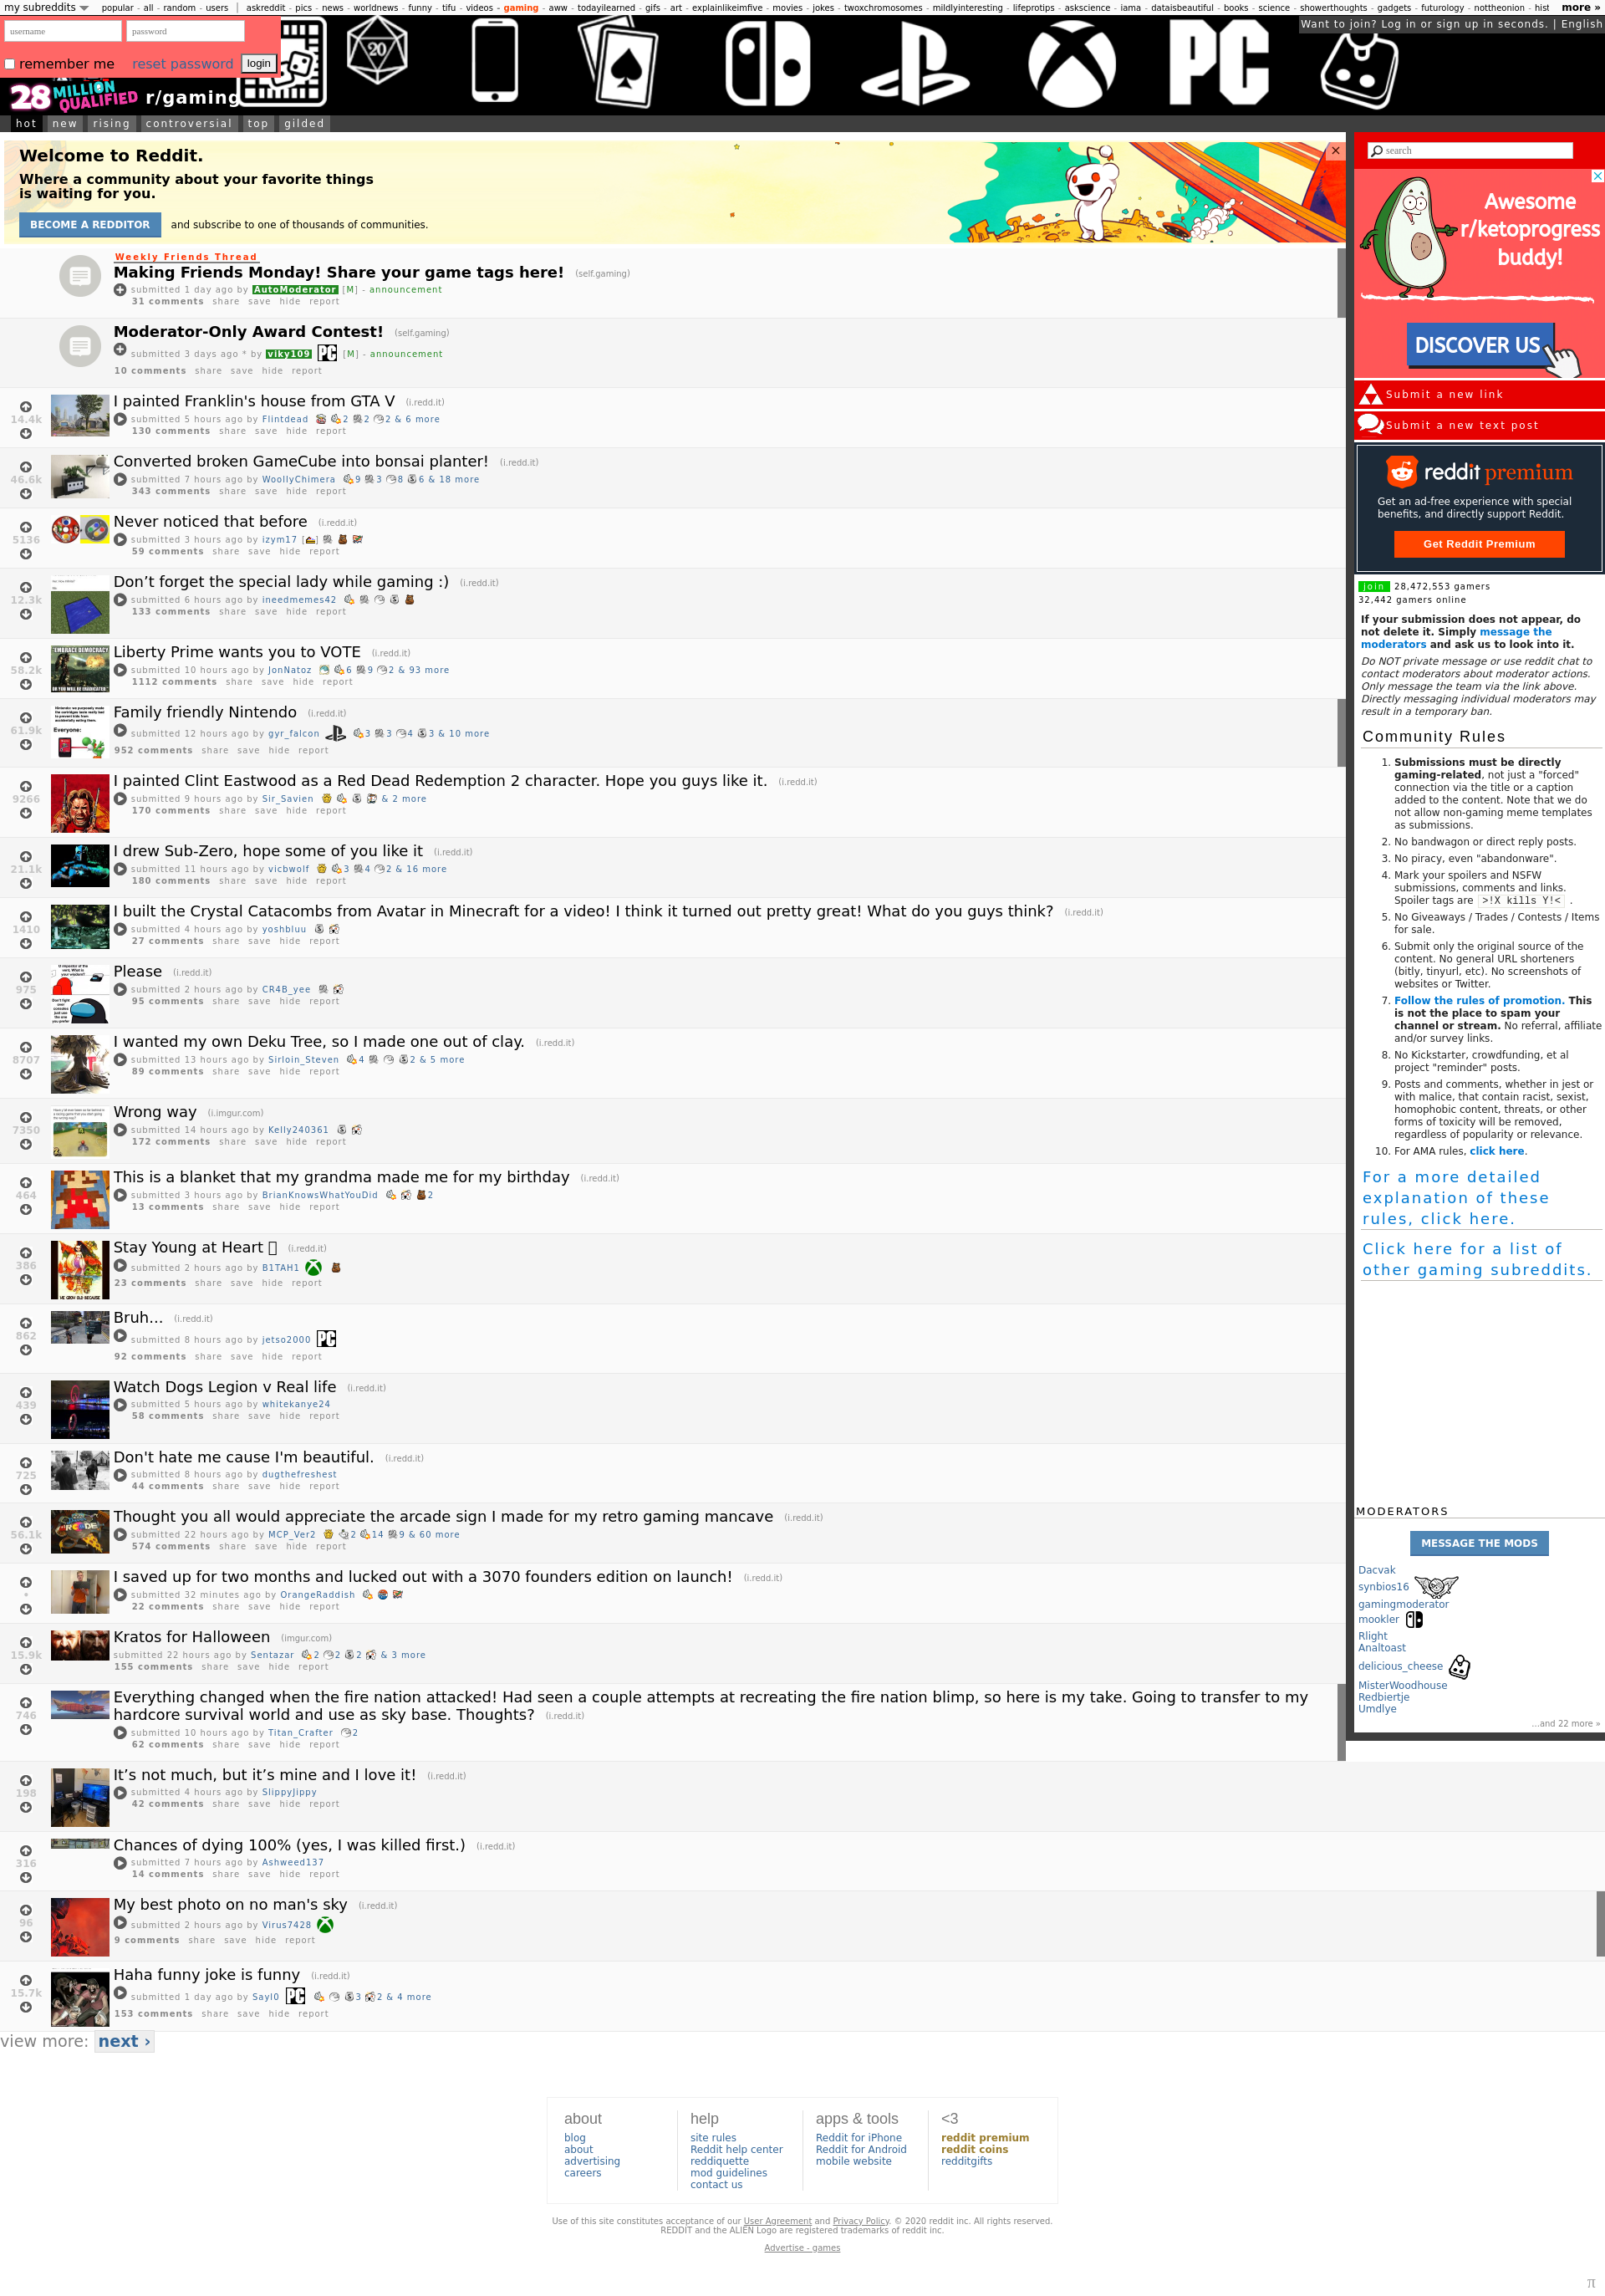 my subreddits
popular - all - random - users | askreddit - pics - news - worldnews - funny - tifu - videos - gaming - aww - todayilearned - gifs - art - explainlikeimfive - movies - jokes - twoxchromosomes - mildlyinteresting - lifeprotips - askscience - iama - dataisbeautiful - books - science - showerthoughts - gadgets - futurology - nottheonion - hist
more »
username
password
remember me
reset password
login
Want to join? Log in or sign up in seconds. | English
20
PC
28 MILLION QUALIFIED
r/gaming
hot new rising controversial top gilded
Welcome to Reddit.
Where a community about your favorite things
is waiting for you.
BECOME A REDDITOR and subscribe to one of thousands of communities.
Weekly Friends Thread
Making Friends Monday! Share your game tags here! (self.gaming)
submitted 1 day ago by AutoModerator [M] - announcement
31 comments share save hide report
Moderator-Only Award Contest! (self.gaming)
submitted 3 days ago * by viky109 PC [M] - announcement
10 comments share save hide report
14.4k
I painted Franklin's house from GTA V (i.redd.it)
submitted 5 hours ago by Flintdead 2 2 2 & 6 more
130 comments share save hide report
46.6k
Converted broken GameCube into bonsai planter! (i.redd.it)
submitted 7 hours ago by WoollyChimera 9 3 8 6 & 18 more
343 comments share save hide report
5136
Never noticed that before (i.redd.it)
submitted 3 hours ago by izym17 []
59 comments share save hide report
12.3k
Don’t forget the special lady while gaming :) (i.redd.it)
submitted 6 hours ago by ineedmemes42
133 comments share save hide report
58.2k
EMBRACE DEMOCRACY
OR YOU WILL BE ERADICATED
Liberty Prime wants you to VOTE (i.redd.it)
submitted 10 hours ago by JonNatoz 6 9 2 & 93 more
1112 comments share save hide report
61.9k
Everyone:
Family friendly Nintendo (i.redd.it)
submitted 12 hours ago by gyr_falcon 3 3 4 3 & 10 more
952 comments share save hide report
9266
I painted Clint Eastwood as a Red Dead Redemption 2 character. Hope you guys like it. (i.redd.it)
submitted 9 hours ago by Sir_Savien & 2 more
170 comments share save hide report
21.1k
I drew Sub-Zero, hope some of you like it (i.redd.it)
submitted 11 hours ago by vicbwolf 3 4 2 & 16 more
180 comments share save hide report
1410
I built the Crystal Catacombs from Avatar in Minecraft for a video! I think it turned out pretty great! What do you guys think? (i.redd.it)
submitted 4 hours ago by yoshbluu
27 comments share save hide report
975
Please (i.redd.it)
submitted 2 hours ago by CR4B_yee
95 comments share save hide report
8707
I wanted my own Deku Tree, so I made one out of clay. (i.redd.it)
submitted 13 hours ago by Sirloin_Steven 4 2 & 5 more
89 comments share save hide report
7350
Wrong way (i.imgur.com)
submitted 14 hours ago by Kelly240361
172 comments share save hide report
464
This is a blanket that my grandma made me for my birthday (i.redd.it)
submitted 3 hours ago by BrianKnowsWhatYouDid 2
13 comments share save hide report
386
Stay Young at Heart (i.redd.it)
submitted 2 hours ago by B1TAH1
23 comments share save hide report
862
Bruh... (i.redd.it)
submitted 8 hours ago by jetso2000 PC
92 comments share save hide report
439
Watch Dogs Legion v Real life (i.redd.it)
submitted 5 hours ago by whitekanye24
58 comments share save hide report
725
Don't hate me cause I'm beautiful. (i.redd.it)
submitted 8 hours ago by dugthefreshest
44 comments share save hide report
56.1k
Thought you all would appreciate the arcade sign I made for my retro gaming mancave (i.redd.it)
submitted 22 hours ago by MCP_Ver2 2 14 9 & 60 more
574 comments share save hide report
•
I saved up for two months and lucked out with a 3070 founders edition on launch! (i.redd.it)
submitted 32 minutes ago by OrangeRaddish
22 comments share save hide report
15.9k
Kratos for Halloween (imgur.com)
submitted 22 hours ago by Sentazar 2 2 2 & 3 more
155 comments share save hide report
746
Everything changed when the fire nation attacked! Had seen a couple attempts at recreating the fire nation blimp, so here is my take. Going to transfer to my
hardcore survival world and use as sky base. Thoughts? (i.redd.it)
submitted 10 hours ago by Titan_Crafter 2
62 comments share save hide report
198
It’s not much, but it’s mine and I love it! (i.redd.it)
submitted 4 hours ago by SlippyJippy
42 comments share save hide report
316
Chances of dying 100% (yes, I was killed first.) (i.redd.it)
submitted 7 hours ago by Ashweed137
14 comments share save hide report
96
My best photo on no man's sky (i.redd.it)
submitted 2 hours ago by Virus7428
9 comments share save hide report
15.7k
Haha funny joke is funny (i.redd.it)
submitted 1 day ago by Sayl0 PC 3 2 & 4 more
153 comments share save hide report
view more: next ›
search
Awesome
r/ketoprogress
buddy!
DISCOVER US
Submit a new link
Submit a new text post
reddit premium
Get an ad-free experience with special
benefits, and directly support Reddit.
Get Reddit Premium
join 28,472,553 gamers
32,442 gamers online
If your submission does not appear, do
not delete it. Simply message the
moderators and ask us to look into it.
Do NOT private message or use reddit chat to
contact moderators about moderator actions.
Only message the team via the link above.
Directly messaging individual moderators may
result in a temporary ban.
Community Rules
1. Submissions must be directly
gaming-related, not just a "forced"
connection via the title or a caption
added to the content. Note that we do
not allow non-gaming meme templates
as submissions.
2. No bandwagon or direct reply posts.
3. No piracy, even "abandonware".
4. Mark your spoilers and NSFW
submissions, comments and links.
Spoiler tags are >!X kills Y!< .
5. No Giveaways / Trades / Contests / Items
for sale.
6. Submit only the original source of the
content. No general URL shorteners
(bitly, tinyurl, etc). No screenshots of
websites or Twitter.
7. Follow the rules of promotion. This
is not the place to spam your
channel or stream. No referral, affiliate
and/or survey links.
8. No Kickstarter, crowdfunding, et al
project "reminder" posts.
9. Posts and comments, whether in jest or
with malice, that contain racist, sexist,
homophobic content, threats, or other
forms of toxicity will be removed,
regardless of popularity or relevance.
10. For AMA rules, click here.
For a more detailed
explanation of these
rules, click here.
Click here for a list of
other gaming subreddits.
MODERATORS
MESSAGE THE MODS
Dacvak
synbios16
gamingmoderator
mookler
Rlight
Analtoast
delicious_cheese
MisterWoodhouse
Redbiertje
Umdlye
...and 22 more »
about
blog
about
advertising
careers
help
site rules
Reddit help center
reddiquette
mod guidelines
contact us
apps & tools
Reddit for iPhone
Reddit for Android
mobile website
<3
reddit premium
reddit coins
redditgifts
Use of this site constitutes acceptance of our User Agreement and Privacy Policy. © 2020 reddit inc. All rights reserved.
REDDIT and the ALIEN Logo are registered trademarks of reddit inc.
Advertise - games
π